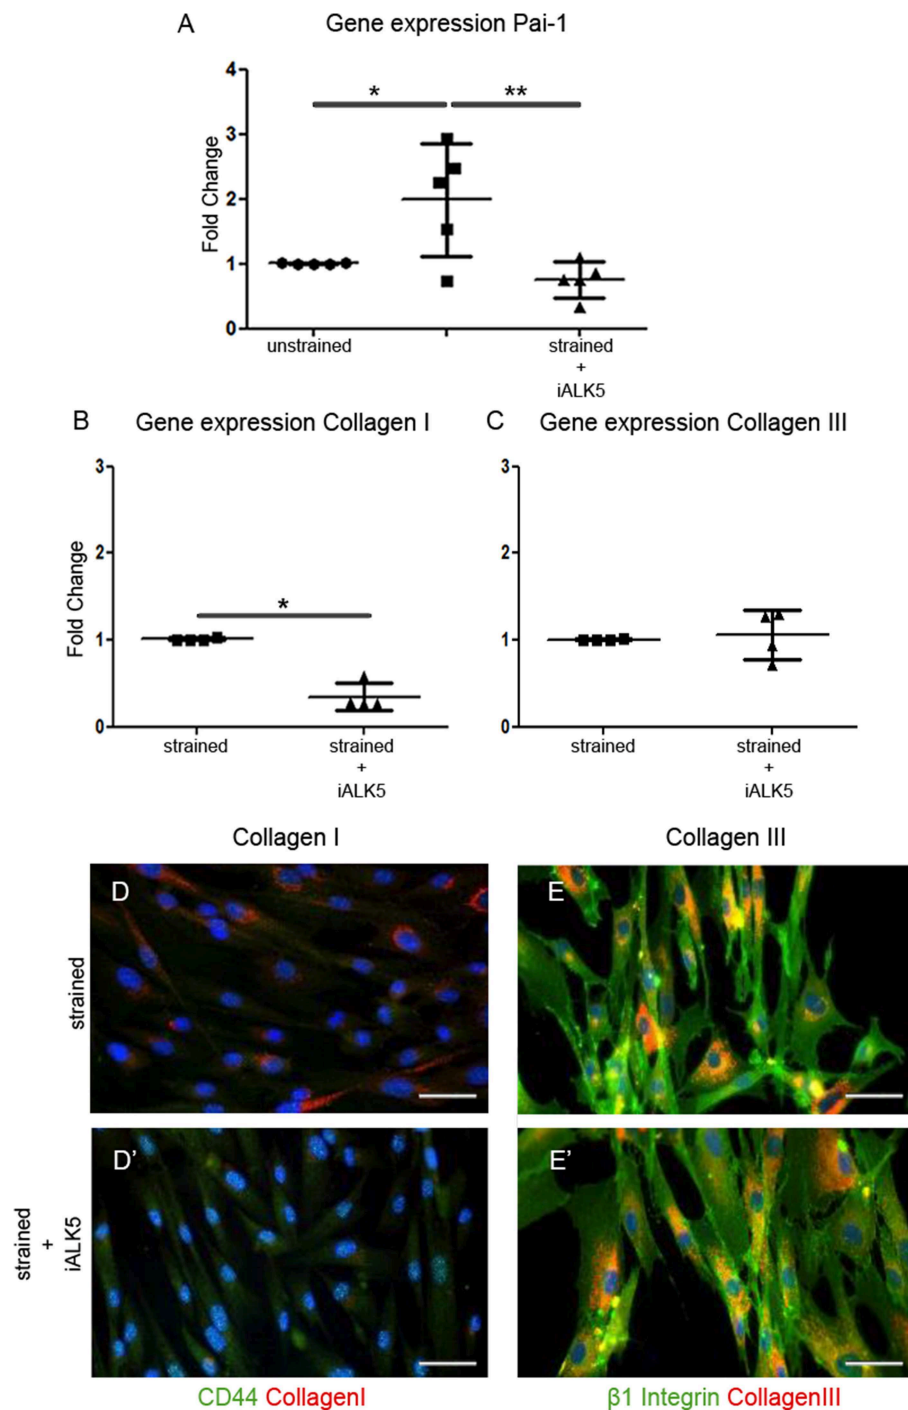 A
Gene expression Pai-1
Fold Change
4
3
2
1
0
*
**
unstrained
strained
+
iALK5
B
Gene expression Collagen I
Fold Change
3
2
1
0
*
strained
strained
+
iALK5
C
Gene expression Collagen III
3
2
1
0
strained
strained
+
iALK5
Collagen I
Collagen III
strained
D
E
strained
+
iALK5
D'
E'
CD44 CollagenI
β1 Integrin CollagenIII